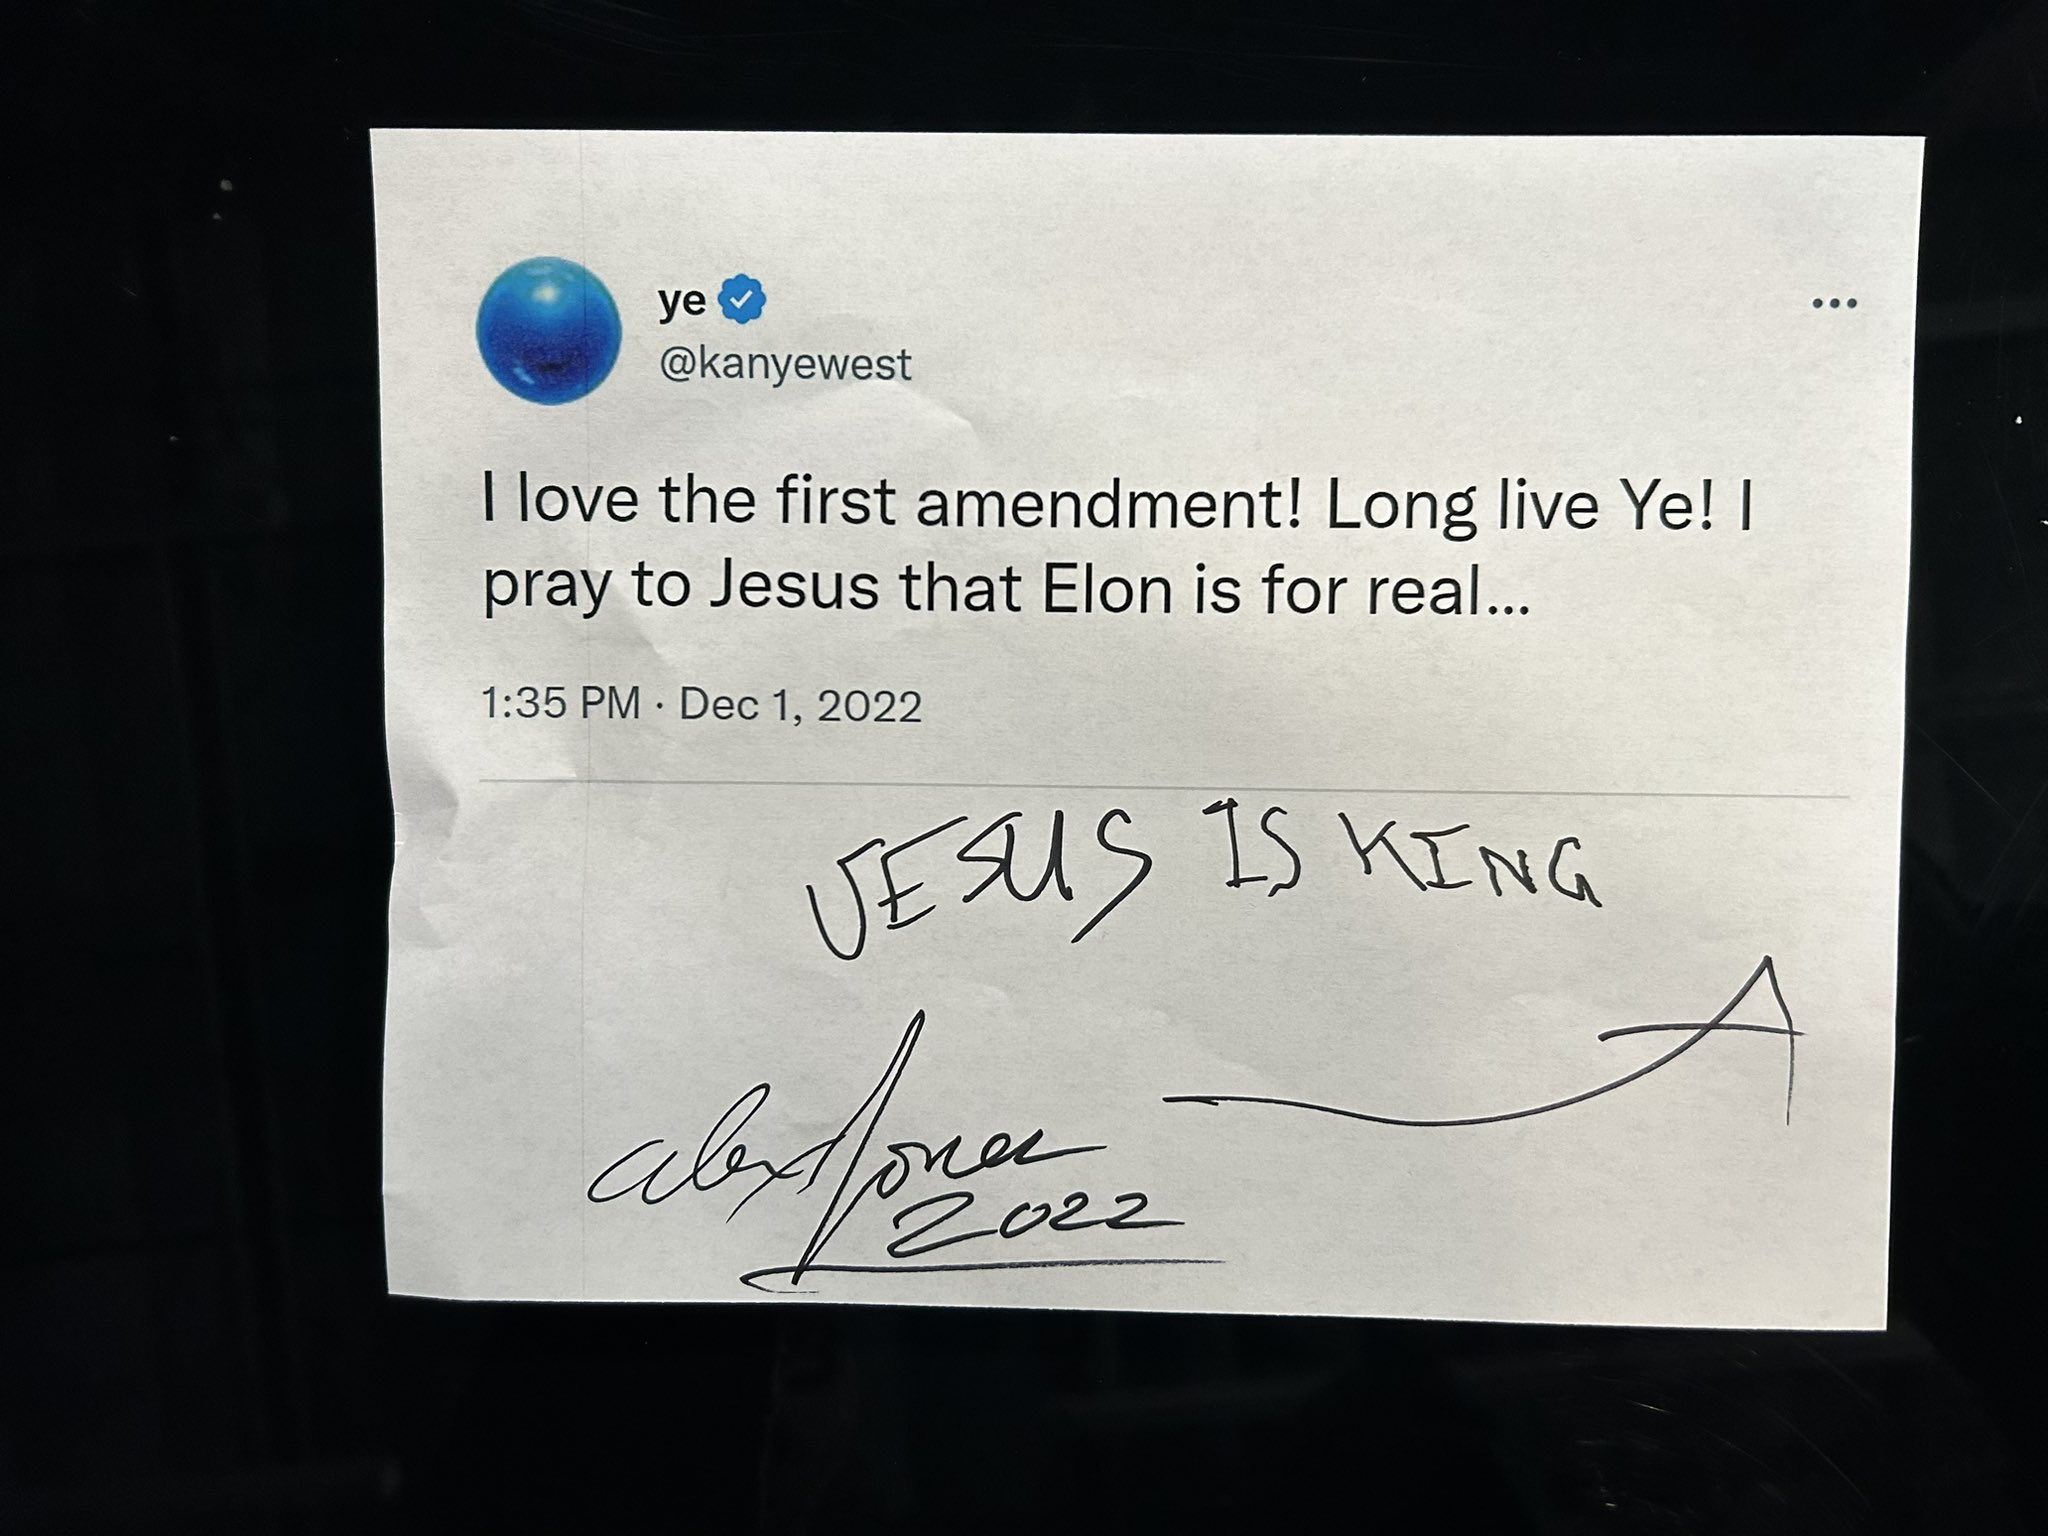 ye
@kanyewest
I love the first amendment! Long live Ye! I
pray to Jesus that Elon is for real...
1:35 PM · Dec 1, 2022
JESUS IS KING
alex Jones
2022